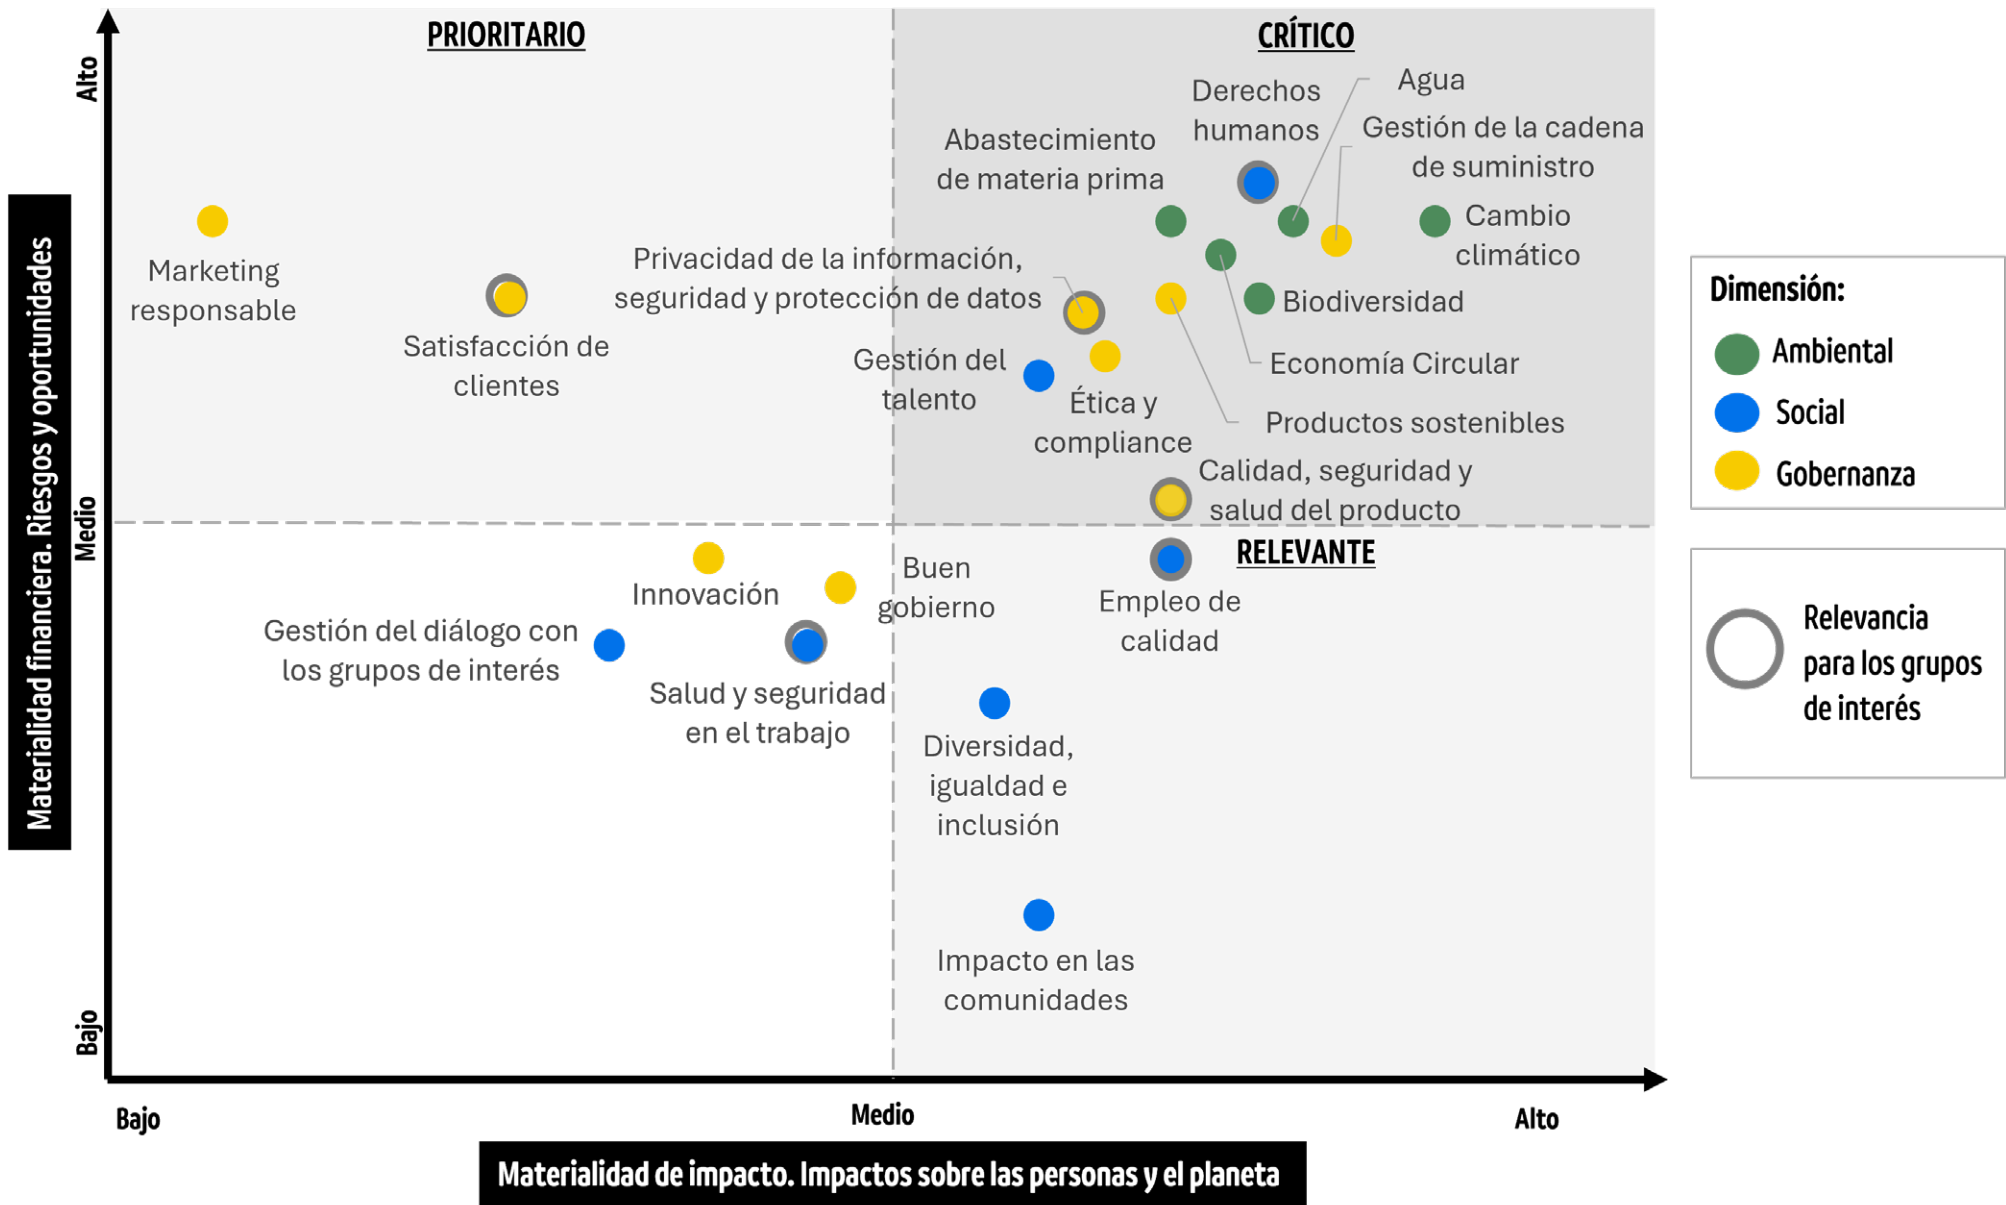 PRIORITARIO
CRÍTICO
Alto
Derechos
humanos
Agua
Gestión de la cadena
de suministro
Abastecimiento
de materia prima
Cambio
climático
Marketing
responsable
Privacidad de la información,
seguridad y protección de datos
Satisfacción de
clientes
Biodiversidad
Gestión del
talento
Ética y
compliance
Economía Circular
Productos sostenibles
Calidad, seguridad y
salud del producto
Medio
RELEVANTE
Innovación
Buen
gobierno
Empleo de
calidad
Gestión del diálogo con
los grupos de interés
Salud y seguridad
en el trabajo
Diversidad,
igualdad e
inclusión
Impacto en las
comunidades
Bajo
Materialidad financiera. Riesgos y oportunidades
Bajo
Medio
Alto
Materialidad de impacto. Impactos sobre las personas y el planeta
Dimensión:
Ambiental
Social
Gobernanza
Relevancia
para los grupos
de interés